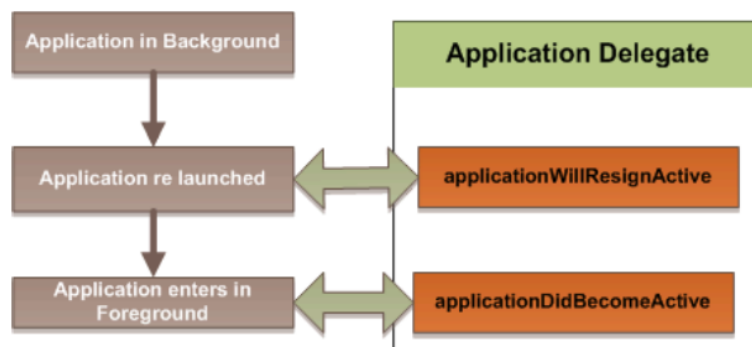 Application in Background
Application Delegate
Application re launched
applicationWillResignActive
Application enters in
Foreground
applicationDidBecomeActive